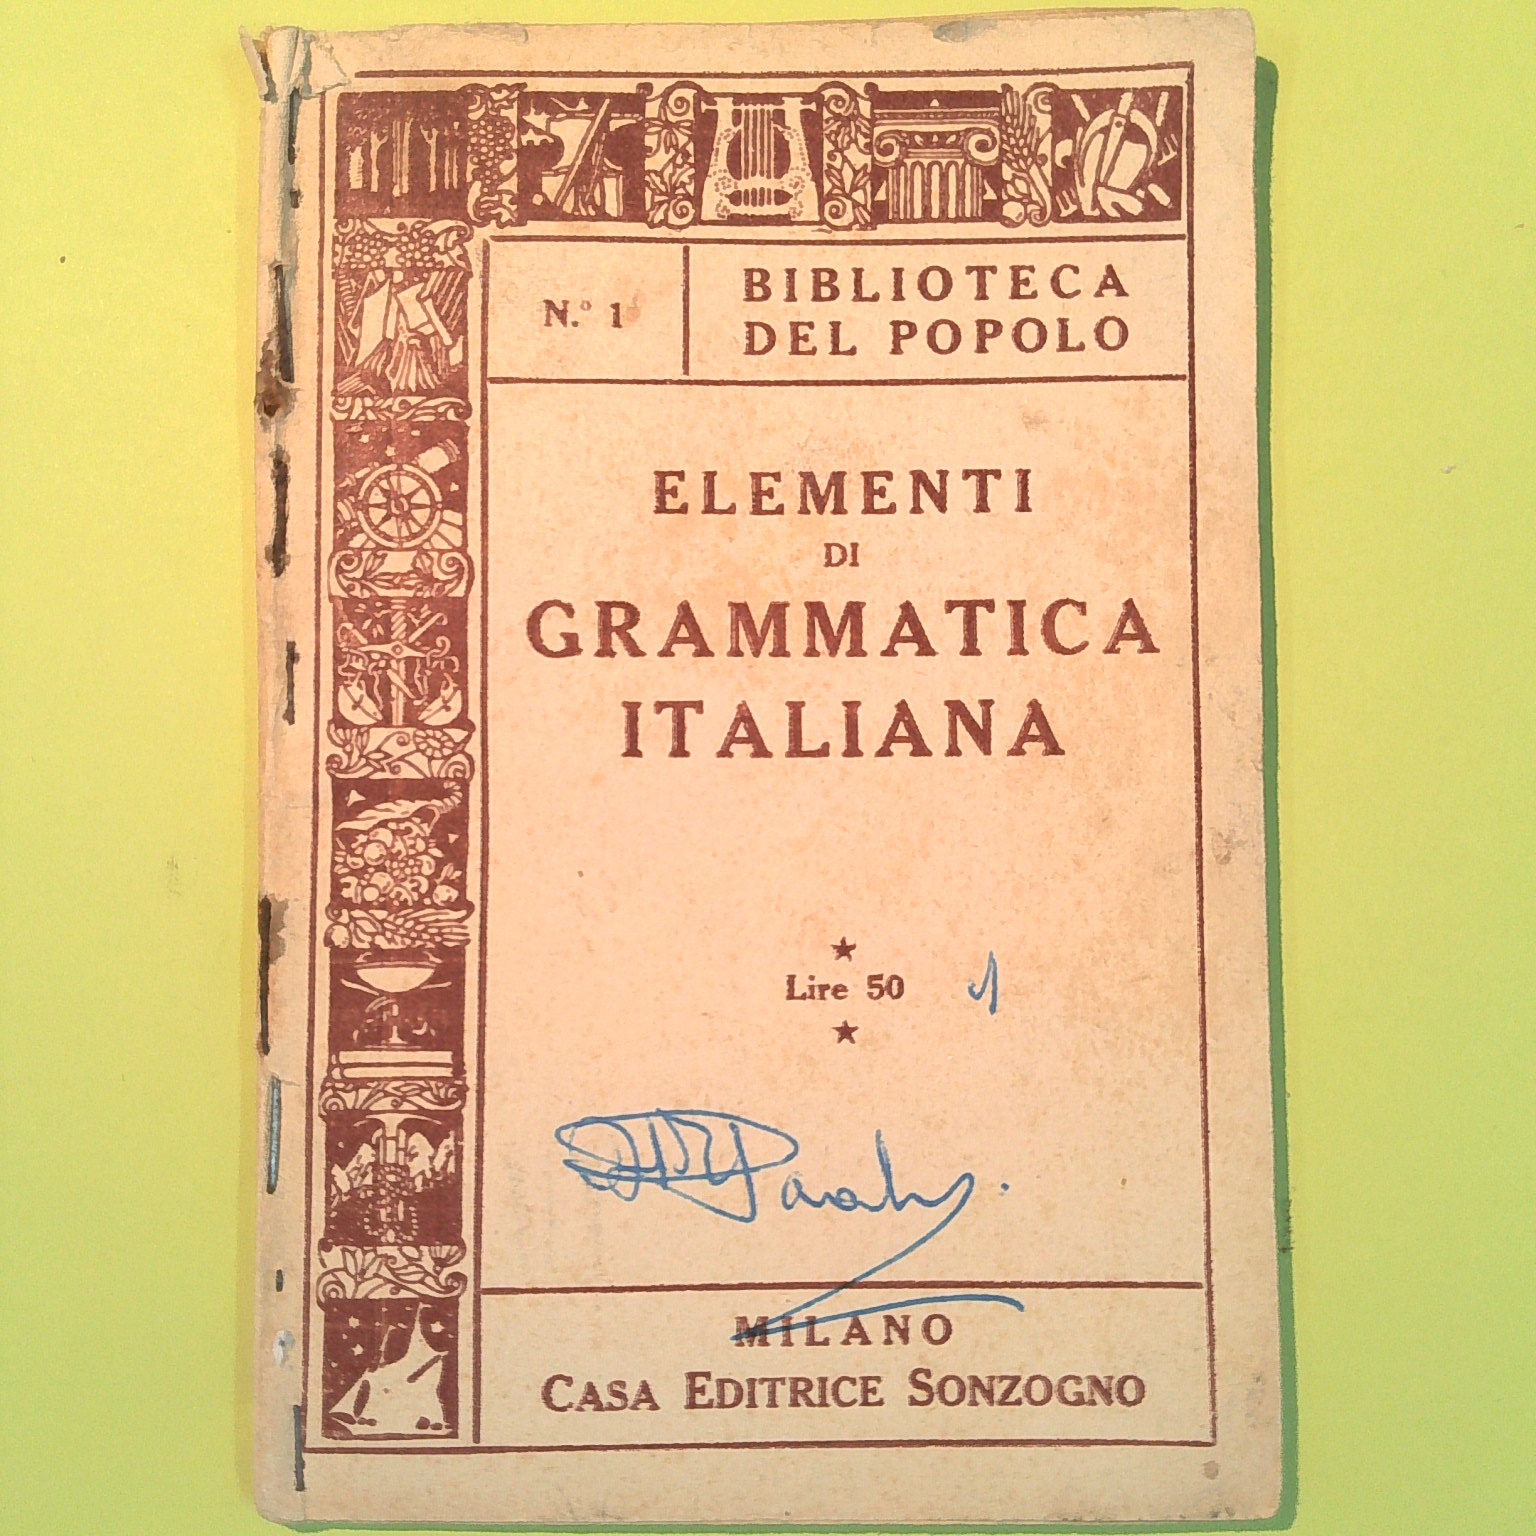 N.º 1
BIBLIOTECA
DEL POPOLO
ELEMENTI
DI
GRAMMATICA
ITALIANA
★
Lire 50
★
MILANO
CASA EDITRICE SONZOGNO